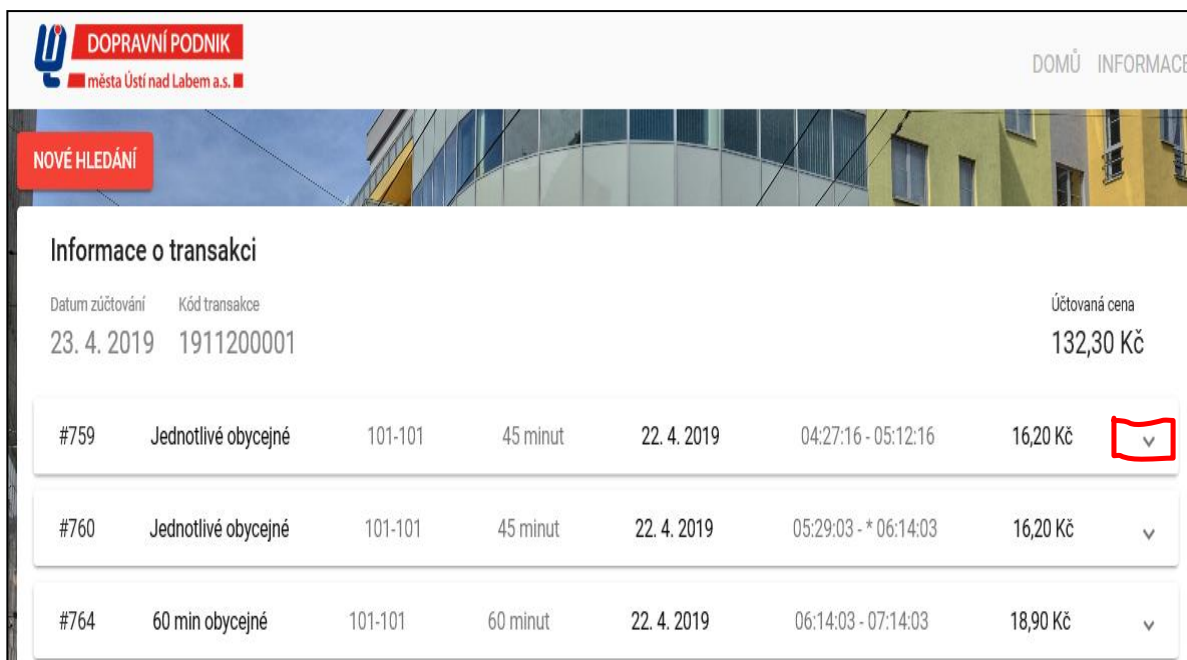 DOPRAVNÍ PODNIK
města Ústí nad Labem a.s.
DOMŮ INFORMACE
NOVÉ HLEDÁNÍ
Informace o transakci
Datum zúčtování Kód transakce Účtovaná cena
23. 4. 2019 1911200001 132,30 Kč
#759 Jednotlivé obycejné 101-101 45 minut 22. 4. 2019 04:27:16 - 05:12:16 16,20 Kč
#760 Jednotlivé obycejné 101-101 45 minut 22. 4. 2019 05:29:03 - * 06:14:03 16,20 Kč
#764 60 min obycejné 101-101 60 minut 22. 4. 2019 06:14:03 - 07:14:03 18,90 Kč